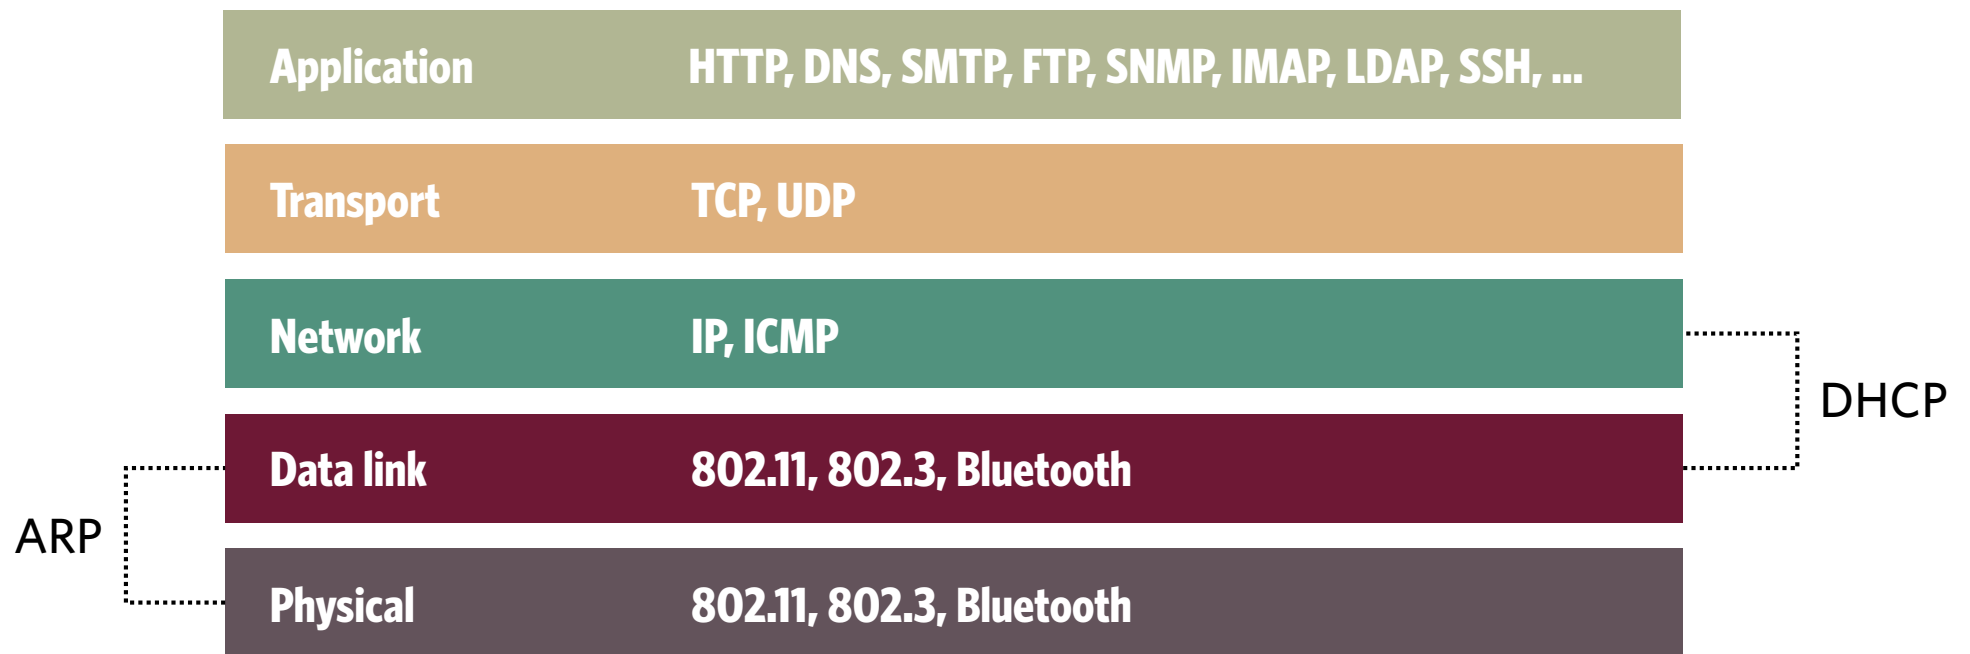 Application HTTP, DNS, SMTP, FTP, SNMP, IMAP, LDAP, SSH, ...
Transport TCP, UDP
Network IP, ICMP
DHCP
Data link 802.11, 802.3, Bluetooth
ARP
Physical 802.11, 802.3, Bluetooth